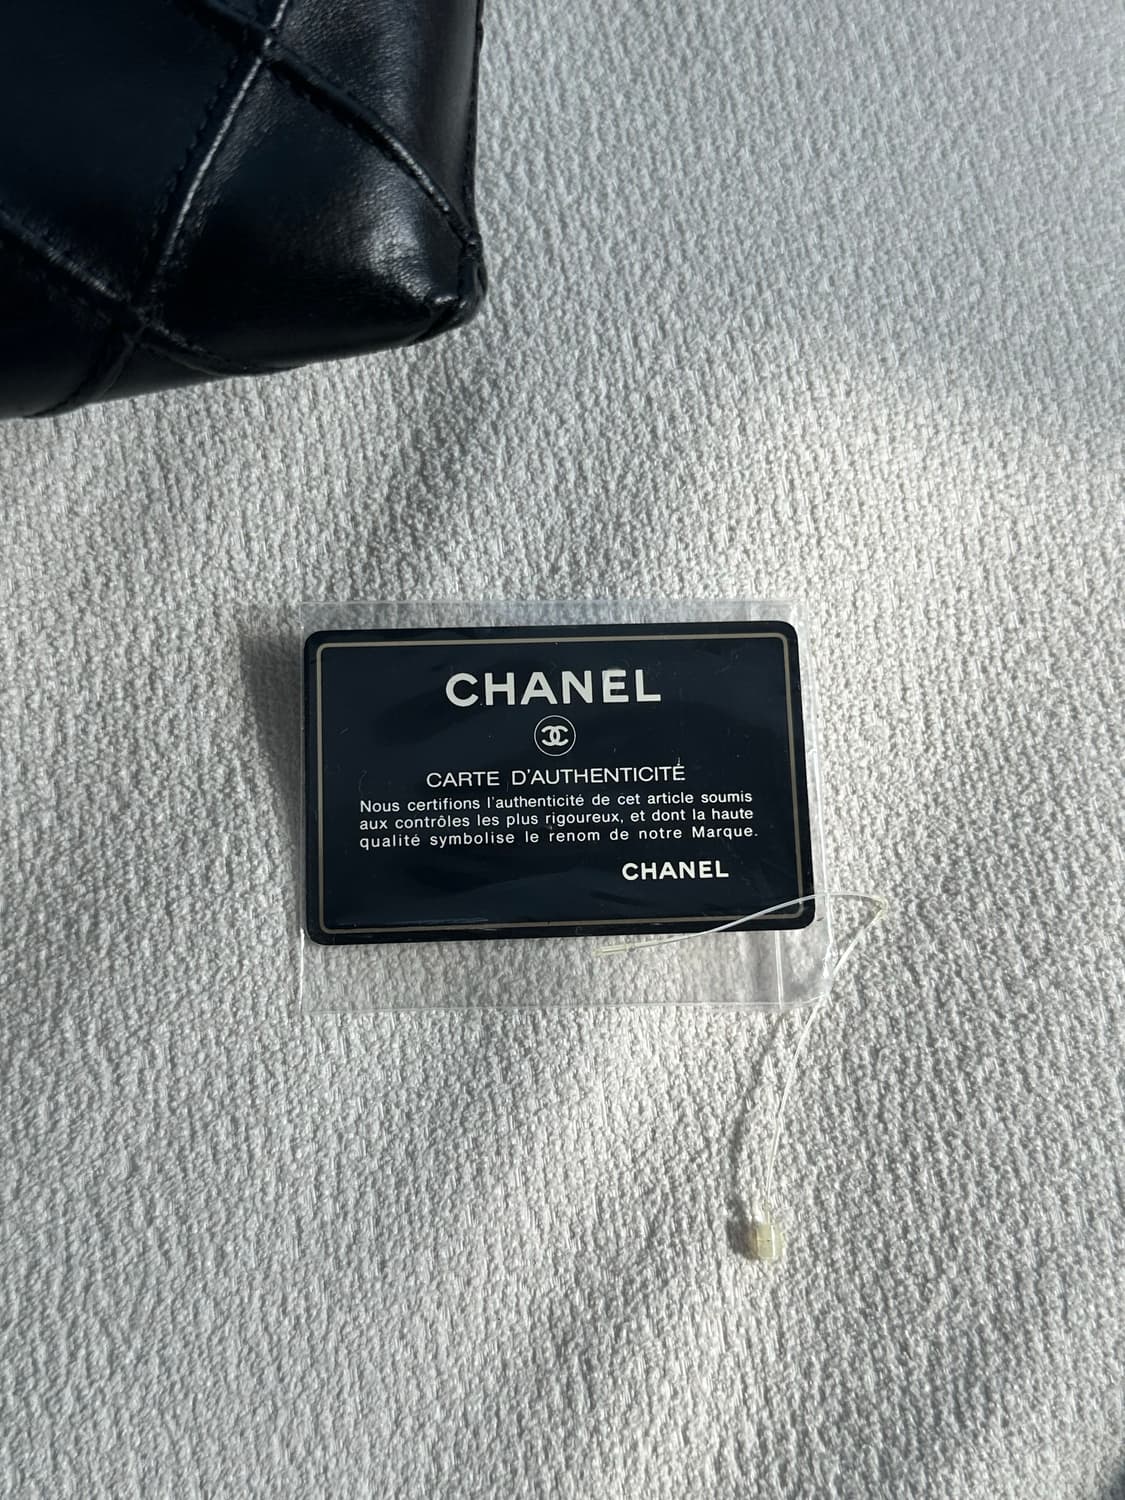 CHANEL
CARTE D'AUTHENTICITÉ
Nous certifions l'authenticité de cet article soumis
aux contrôles les plus rigoureux, et dont la haute
qualité symbolise le renom de notre Marque.
CHANEL